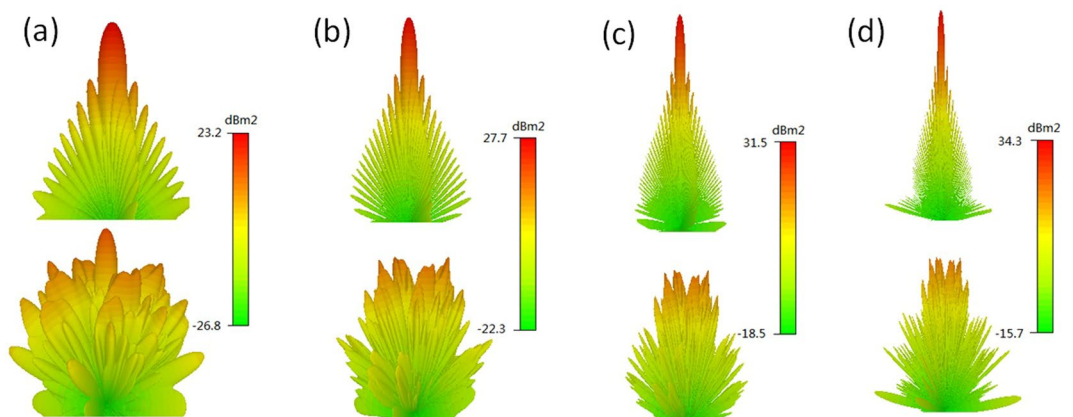 (a)
dBm2
23.2
-26.8
(b)
dBm2
27.7
-22.3
(c)
dBm2
31.5
-18.5
(d)
dBm2
34.3
-15.7